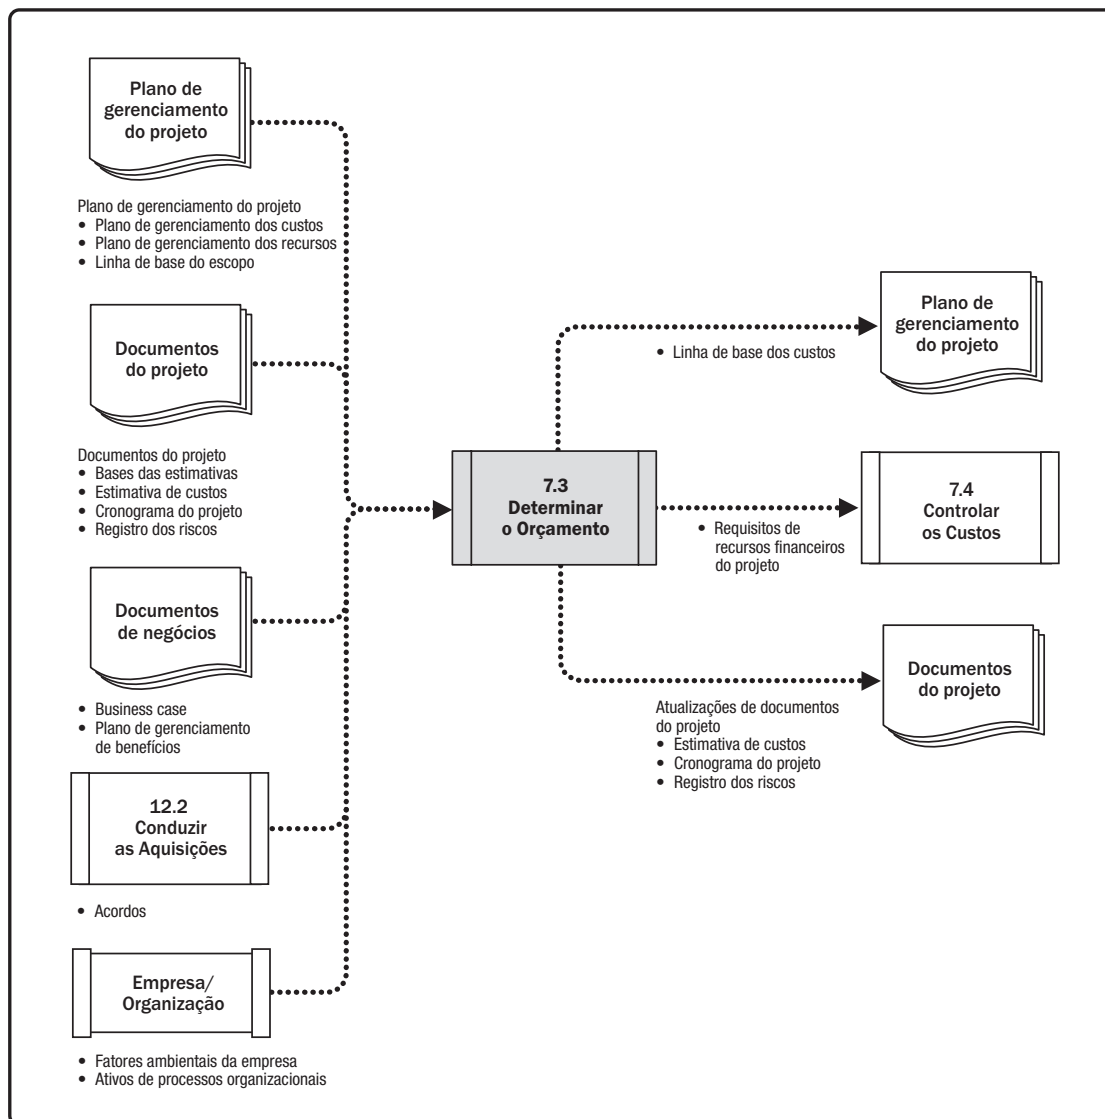 Plano de
gerenciamento
do projeto
Plano de gerenciamento do projeto
• Plano de gerenciamento dos custos
• Plano de gerenciamento dos recursos
• Linha de base do escopo
Documentos
do projeto
Documentos do projeto
• Bases das estimativas
• Estimativa de custos
• Cronograma do projeto
• Registro dos riscos
Documentos
de negócios
• Business case
• Plano de gerenciamento
de benefícios
12.2
Conduzir
as Aquisições
• Acordos
Empresa/
Organização
• Fatores ambientais da empresa
• Ativos de processos organizacionais
7.3
Determinar
o Orçamento
• Linha de base dos custos
Plano de
gerenciamento
do projeto
• Requisitos de
recursos financeiros
do projeto
7.4
Controlar
os Custos
Atualizações de documentos
do projeto
• Estimativa de custos
• Cronograma do projeto
• Registro dos riscos
Documentos
do projeto